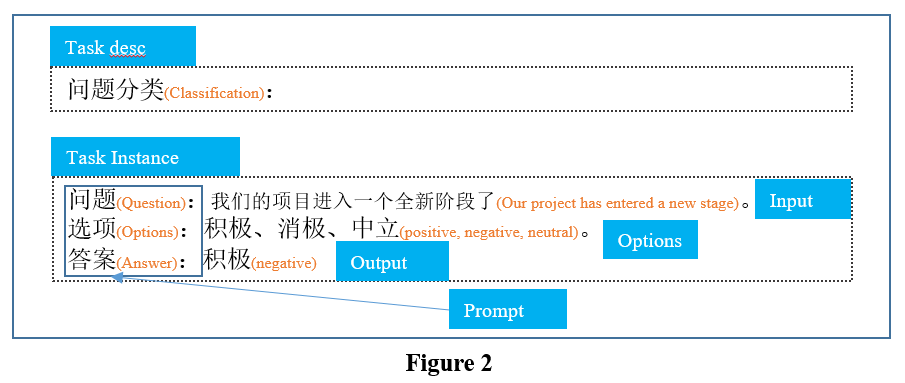 Task desc
问题分类(Classification)：
Task Instance
问题(Question)： 我们的项目进入一个全新阶段了(Our project has entered a new stage)。 Input
选项(Options)： 积极、消极、中立(positive, negative, neutral)。 Options
答案(Answer)： 积极(negative) Output
Prompt
Figure 2